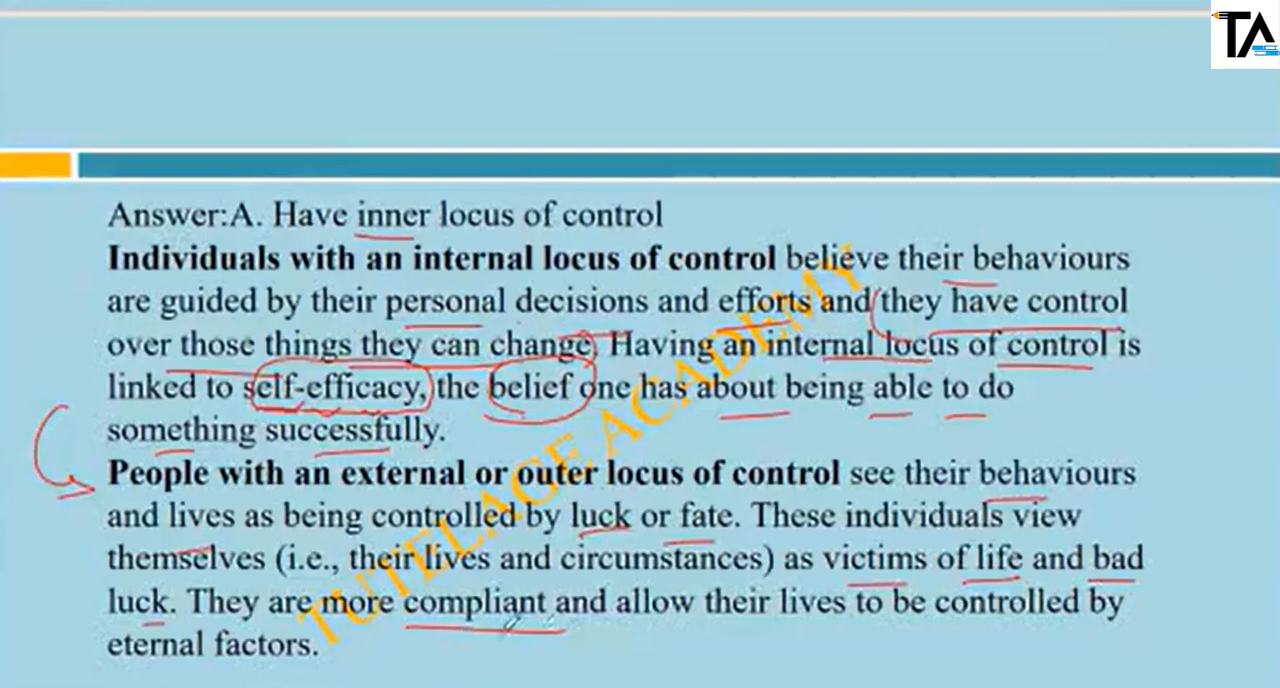 TA
Answer:A. Have inner locus of control
Individuals with an internal locus of control believe their behaviours
are guided by their personal decisions and efforts and they have control
over those things they can change. Having an internal locus of control is
linked to self-efficacy, the belief one has about being able to do
something successfully.
People with an external or outer locus of control see their behaviours
and lives as being controlled by luck or fate. These individuals view
themselves (i.e., their lives and circumstances) as victims of life and bad
luck. They are more compliant and allow their lives to be controlled by
eternal factors.
TUTELAGE ACADEMY